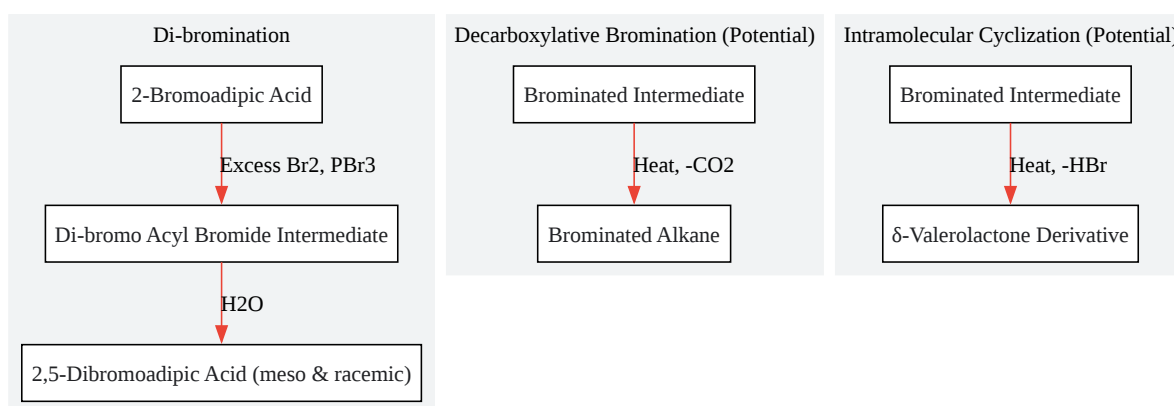 Di-bromination
2-Bromoadipic Acid
Excess Br2, PBr3
Di-bromo Acyl Bromide Intermediate
H2O
2,5-Dibromoadipic Acid (meso & racemic)
Decarboxylative Bromination (Potential)
Brominated Intermediate
Heat, -CO2
Brominated Alkane
Intramolecular Cyclization (Potential)
Brominated Intermediate
Heat, -HBr
δ-Valerolactone Derivative